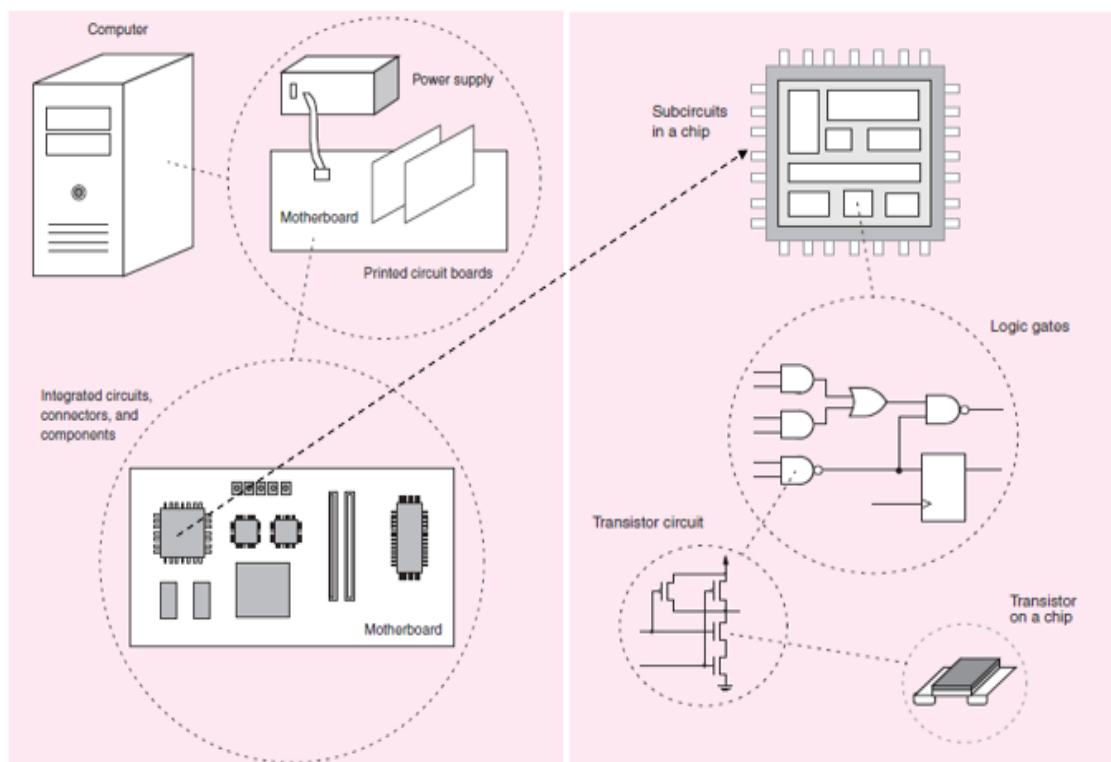 Computer
Power supply
Motherboard
Printed circuit boards
Integrated circuits,
connectors, and
components
Motherboard
Subcircuits
in a chip
Logic gates
Transistor circuit
Transistor
on a chip